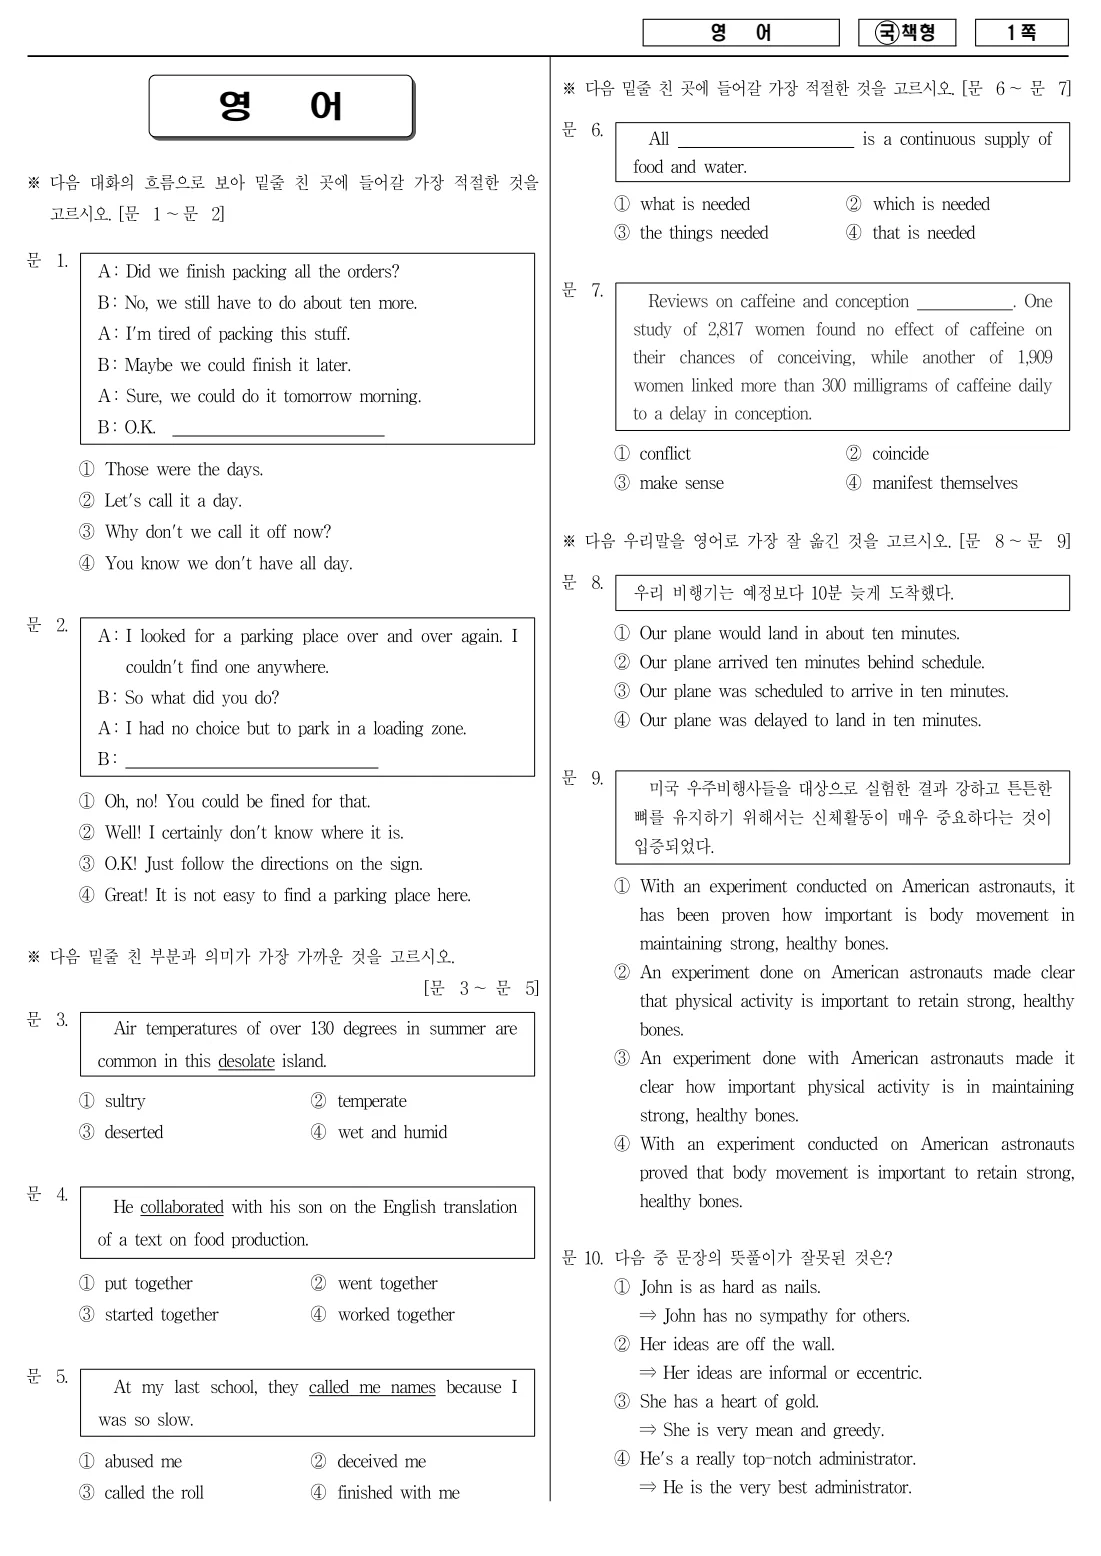 영 어
국책형
1쪽
영 어
※ 다음 대화의 흐름으로 보아 밑줄 친 곳에 들어갈 가장 적절한 것을
고르시오. [문 1 ~ 문 2]
문 1.
A : Did we finish packing all the orders?
B : No, we still have to do about ten more.
A : I'm tired of packing this stuff.
B : Maybe we could finish it later.
A : Sure, we could do it tomorrow morning.
B : O.K. ____________________
① Those were the days.
② Let's call it a day.
③ Why don't we call it off now?
④ You know we don't have all day.
문 2.
A : I looked for a parking place over and over again. I
couldn't find one anywhere.
B : So what did you do?
A : I had no choice but to park in a loading zone.
B : ____________________
① Oh, no! You could be fined for that.
② Well! I certainly don't know where it is.
③ O.K! Just follow the directions on the sign.
④ Great! It is not easy to find a parking place here.
※ 다음 밑줄 친 부분과 의미가 가장 가까운 것을 고르시오.
[문 3 ~ 문 5]
문 3.
Air temperatures of over 130 degrees in summer are
common in this desolate island.
① sultry ② temperate
③ deserted ④ wet and humid
문 4.
He collaborated with his son on the English translation
of a text on food production.
① put together ② went together
③ started together ④ worked together
문 5.
At my last school, they called me names because I
was so slow.
① abused me ② deceived me
③ called the roll ④ finished with me
※ 다음 밑줄 친 곳에 들어갈 가장 적절한 것을 고르시오. [문 6 ~ 문 7]
문 6.
All ____________________ is a continuous supply of
food and water.
① what is needed ② which is needed
③ the things needed ④ that is needed
문 7.
Reviews on caffeine and conception ____________. One
study of 2,817 women found no effect of caffeine on
their chances of conceiving, while another of 1,909
women linked more than 300 milligrams of caffeine daily
to a delay in conception.
① conflict ② coincide
③ make sense ④ manifest themselves
※ 다음 우리말을 영어로 가장 잘 옮긴 것을 고르시오. [문 8 ~ 문 9]
문 8.
우리 비행기는 예정보다 10분 늦게 도착했다.
① Our plane would land in about ten minutes.
② Our plane arrived ten minutes behind schedule.
③ Our plane was scheduled to arrive in ten minutes.
④ Our plane was delayed to land in ten minutes.
문 9.
미국 우주비행사들을 대상으로 실험한 결과 강하고 튼튼한
뼈를 유지하기 위해서는 신체활동이 매우 중요하다는 것이
입증되었다.
① With an experiment conducted on American astronauts, it
has been proven how important is body movement in
maintaining strong, healthy bones.
② An experiment done on American astronauts made clear
that physical activity is important to retain strong, healthy
bones.
③ An experiment done with American astronauts made it
clear how important physical activity is in maintaining
strong, healthy bones.
④ With an experiment conducted on American astronauts
proved that body movement is important to retain strong,
healthy bones.
문 10. 다음 중 문장의 뜻풀이가 잘못된 것은?
① John is as hard as nails.
⇒ John has no sympathy for others.
② Her ideas are off the wall.
⇒ Her ideas are informal or eccentric.
③ She has a heart of gold.
⇒ She is very mean and greedy.
④ He's a really top-notch administrator.
⇒ He is the very best administrator.